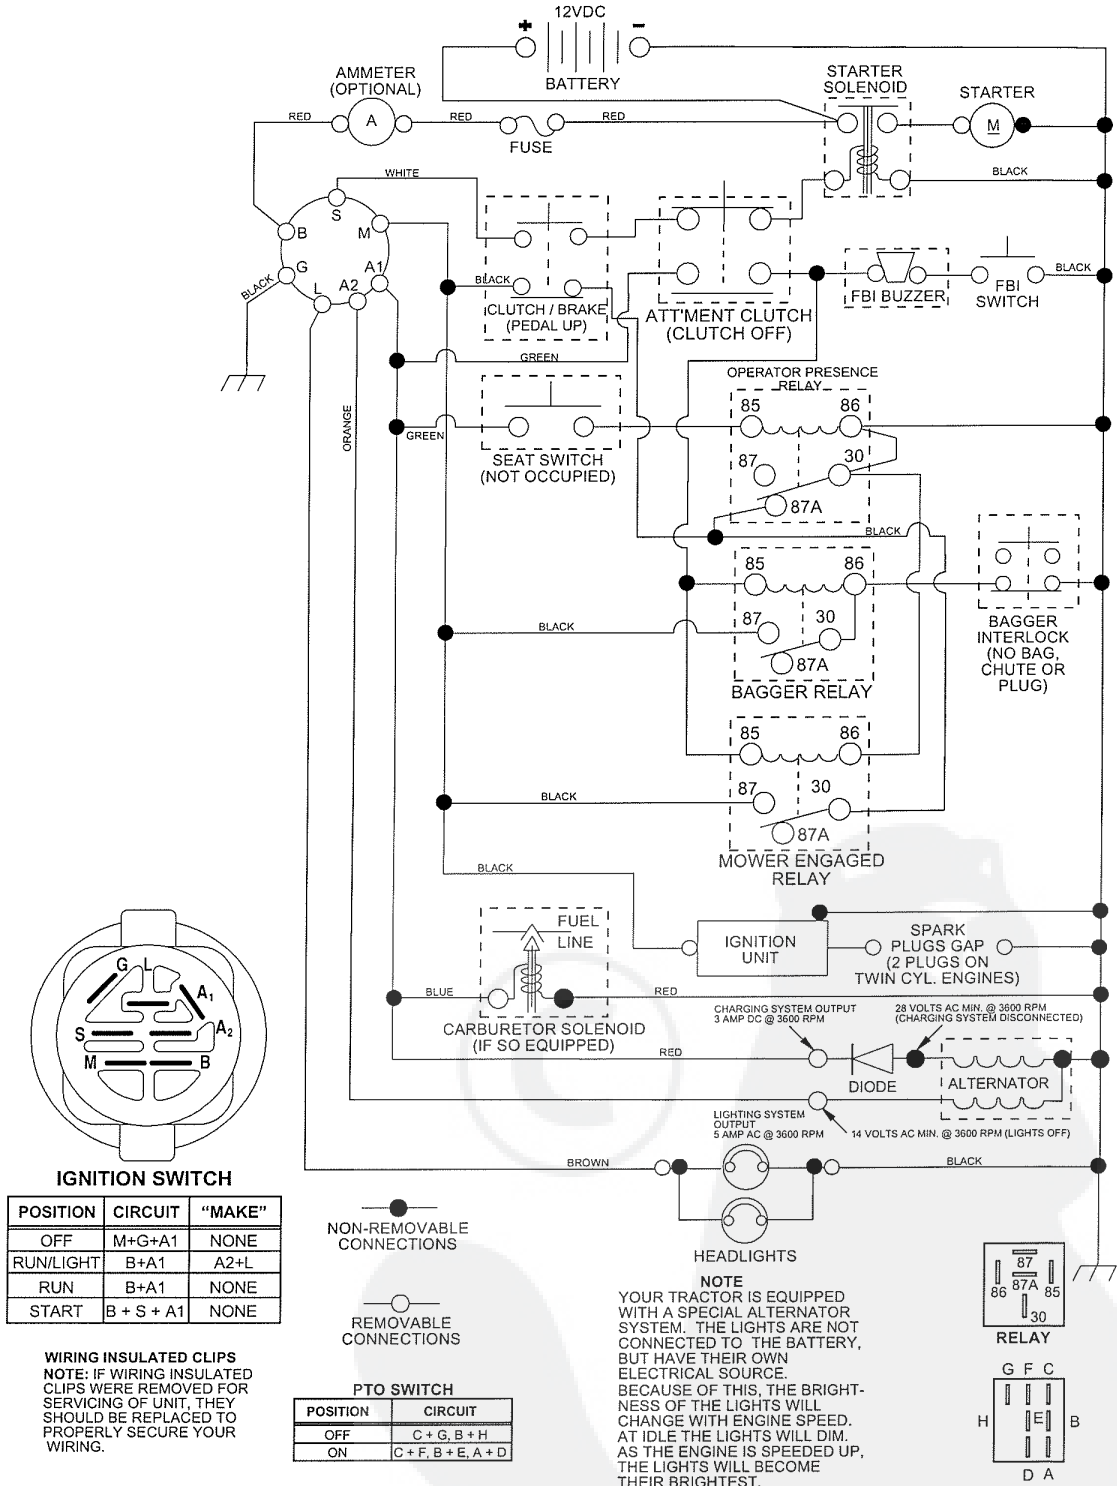 12VDC
+
-
BATTERY
AMMETER
(OPTIONAL)
A
RED
RED
RED
FUSE
STARTER
SOLENOID
STARTER
M
BLACK
WHITE
S
B
M
G
A1
L
A2
BLACK
BLACK
CLUTCH / BRAKE
(PEDAL UP)
ATT'MENT CLUTCH
(CLUTCH OFF)
FBI BUZZER
FBI
SWITCH
BLACK
GREEN
OPERATOR PRESENCE
RELAY
85
86
ORANGE
GREEN
SEAT SWITCH
(NOT OCCUPIED)
87
30
87A
BLACK
85
86
87
30
87A
BLACK
BAGGER RELAY
BAGGER
INTERLOCK
(NO BAG,
CHUTE OR
PLUG)
85
86
87
30
87A
BLACK
MOWER ENGAGED
RELAY
BLACK
FUEL
LINE
IGNITION
UNIT
SPARK
PLUGS GAP
(2 PLUGS ON
TWIN CYL. ENGINES)
BLUE
RED
CARBURETOR SOLENOID
(IF SO EQUIPPED)
CHARGING SYSTEM OUTPUT
3 AMP DC @ 3600 RPM
28 VOLTS AC MIN. @ 3600 RPM
(CHARGING SYSTEM DISCONNECTED)
RED
DIODE
ALTERNATOR
LIGHTING SYSTEM
OUTPUT
5 AMP AC @ 3600 RPM
14 VOLTS AC MIN. @ 3600 RPM (LIGHTS OFF)
BROWN
BLACK
HEADLIGHTS
G L
A1
S
A2
M
B
IGNITION SWITCH
POSITION CIRCUIT "MAKE"
OFF M+G+A1 NONE
RUN/LIGHT B+A1 A2+L
RUN B+A1 NONE
START B + S + A1 NONE
WIRING INSULATED CLIPS
NOTE: IF WIRING INSULATED
CLIPS WERE REMOVED FOR
SERVICING OF UNIT, THEY
SHOULD BE REPLACED TO
PROPERLY SECURE YOUR
WIRING.
NON-REMOVABLE
CONNECTIONS
REMOVABLE
CONNECTIONS
PTO SWITCH
POSITION CIRCUIT
OFF C + G, B + H
ON C + F, B + E, A + D
NOTE
YOUR TRACTOR IS EQUIPPED
WITH A SPECIAL ALTERNATOR
SYSTEM. THE LIGHTS ARE NOT
CONNECTED TO THE BATTERY,
BUT HAVE THEIR OWN
ELECTRICAL SOURCE.
BECAUSE OF THIS, THE BRIGHT-
NESS OF THE LIGHTS WILL
CHANGE WITH ENGINE SPEED.
AT IDLE THE LIGHTS WILL DIM.
AS THE ENGINE IS SPEEDED UP,
THE LIGHTS WILL BECOME
THEIR BRIGHTEST.
87
86
87A
85
30
RELAY
G F C
H
E
B
D A